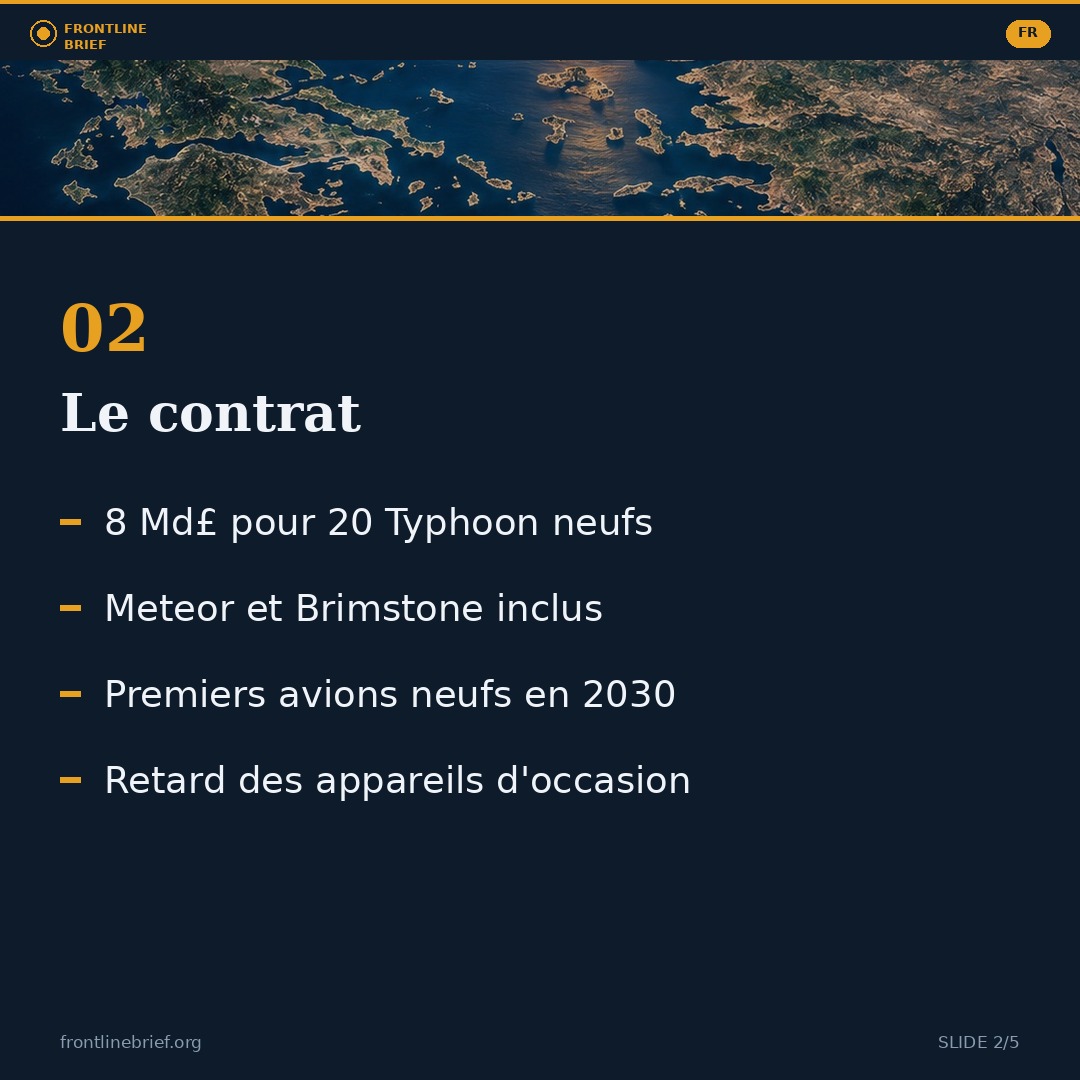 FRONTLINE
BRIEF
FR
02
Le contrat
8 Md£ pour 20 Typhoon neufs
Meteor et Brimstone inclus
Premiers avions neufs en 2030
Retard des appareils d'occasion
frontlinebrief.org
SLIDE 2/5